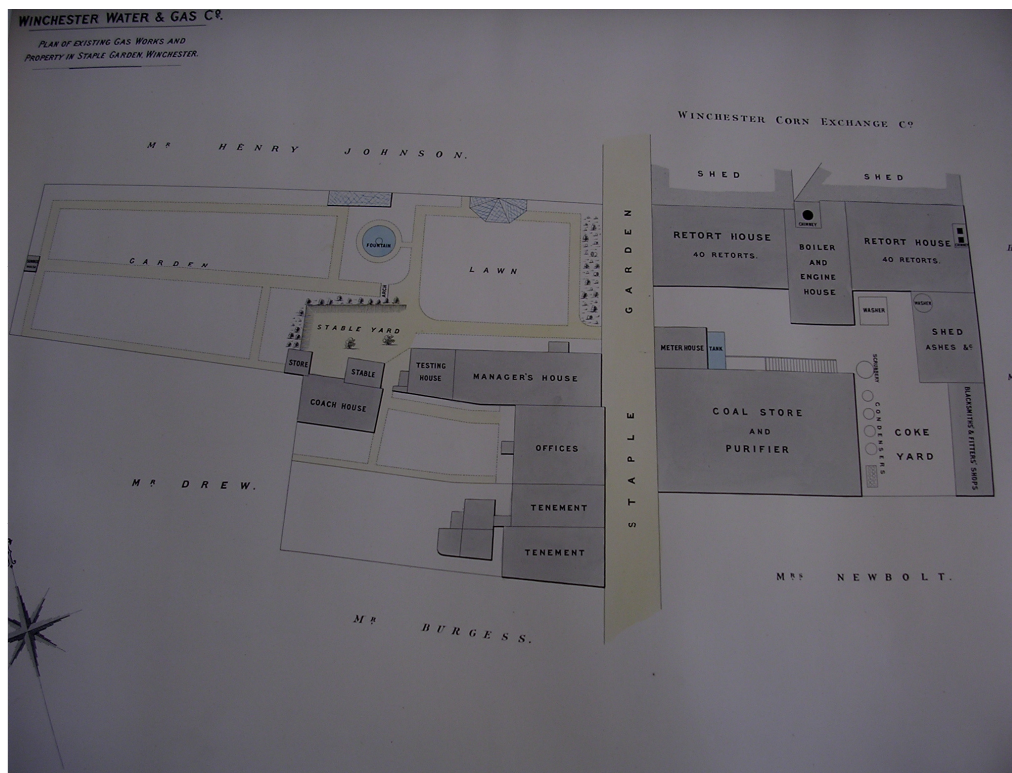 WINCHESTER WATER & GAS Cº.
PLAN OF EXISTING GAS WORKS AND
PROPERTY IN STAPLE GARDEN, WINCHESTER.
WINCHESTER CORN EXCHANGE Cº
Mʀ HENRY JOHNSON.
SHED
SHED
GARDEN
FOUNTAIN
LAWN
ARCH
STABLE YARD
STORE
STABLE
COACH HOUSE
TESTING
HOUSE
MANAGER'S HOUSE
OFFICES
TENEMENT
TENEMENT
STAPLE GARDEN
RETORT HOUSE
40 RETORTS.
CHIMNEY
BOILER
AND
ENGINE
HOUSE
RETORT HOUSE
40 RETORTS.
WASHER
WASHER
SHED
ASHES &c
METER HOUSE
TANK
SCRUBBER
CONDENSERS
COAL STORE
AND
PURIFIER
COKE
YARD
BLACKSMITHS & FITTERS' SHOPS
Mʀ DREW.
Mʀ BURGESS.
Mʀs NEWBOLT.